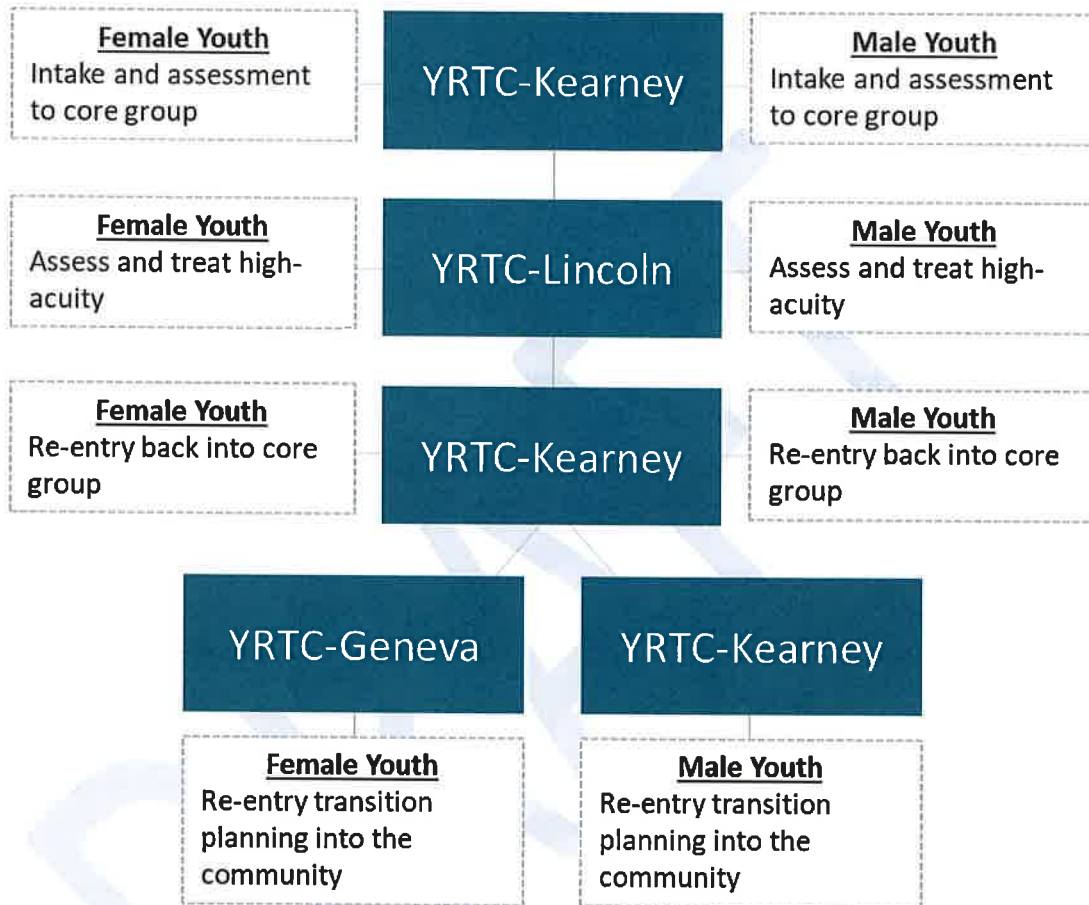 Female Youth
Intake and assessment
to core group
YRTC-Kearney
Male Youth
Intake and assessment
to core group
Female Youth
Assess and treat high-
acuity
YRTC-Lincoln
Male Youth
Assess and treat high-
acuity
Female Youth
Re-entry back into core
group
YRTC-Kearney
Male Youth
Re-entry back into core
group
YRTC-Geneva
YRTC-Kearney
Female Youth
Re-entry transition
planning into the
community
Male Youth
Re-entry transition
planning into the
community